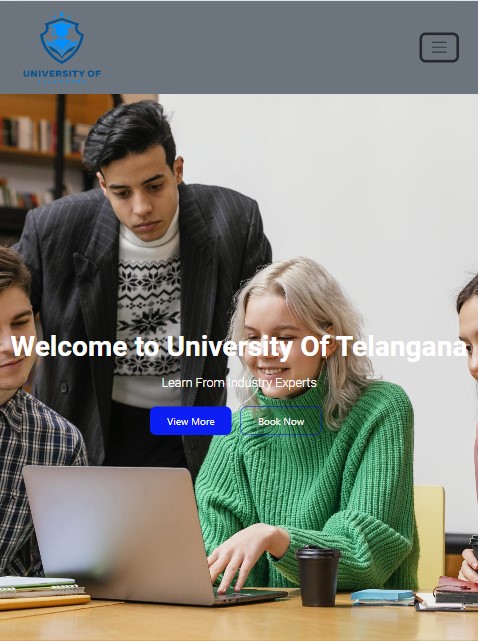 UNIVERSITY OF
Welcome to University Of Telangana
Learn From Industry Experts
View More
Book Now